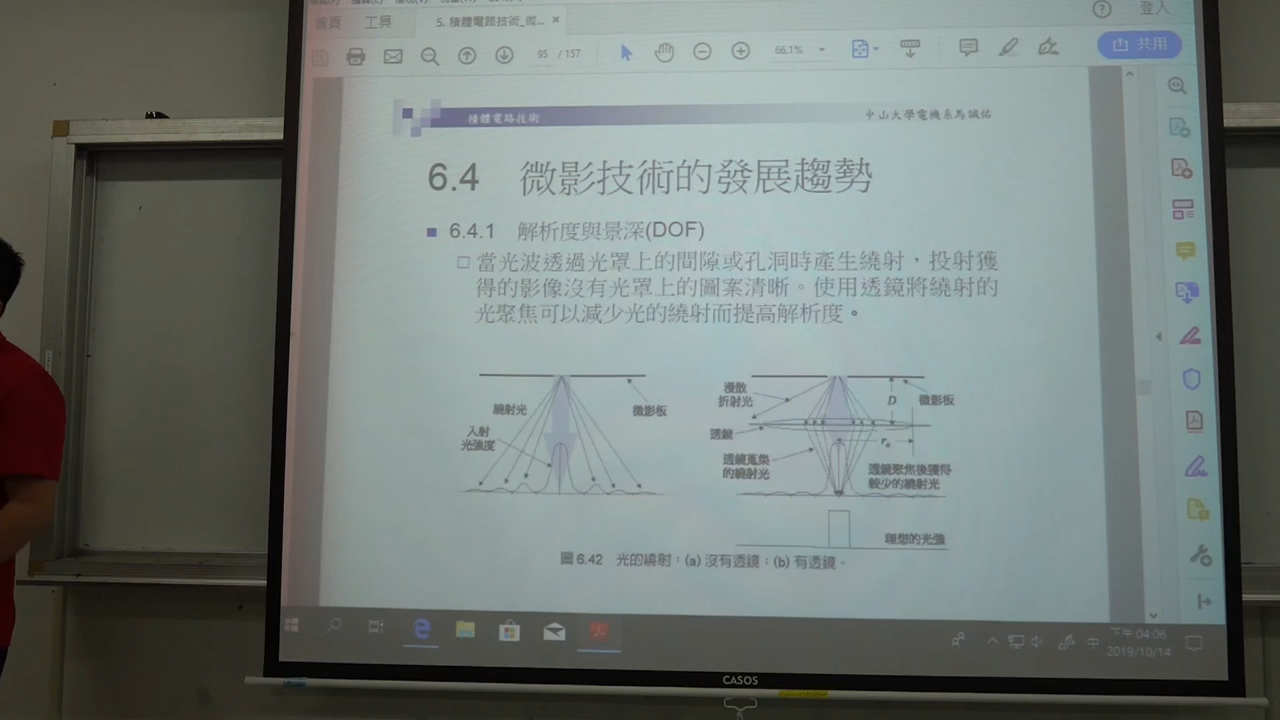 首頁 工具 5. 積體電路技術_微... × 登入
95 / 157 66.1% 共用
積體電路技術 中山大學電機系馬誠佑
6.4 微影技術的發展趨勢
6.4.1 解析度與景深(DOF)
當光波透過光罩上的間隙或孔洞時產生繞射，投射獲
得的影像沒有光罩上的圖案清晰。使用透鏡將繞射的
光聚焦可以減少光的繞射而提高解析度。
繞射光
微影板
入射
光強度
漫散
折射光
D
微影板
透鏡
r₀
透鏡蒐集
的繞射光
透鏡聚焦後獲得
較少的繞射光
理想的光強
圖 6.42 光的繞射：(a) 沒有透鏡；(b) 有透鏡。
中
下午 04:06
2019/10/14
CASOS